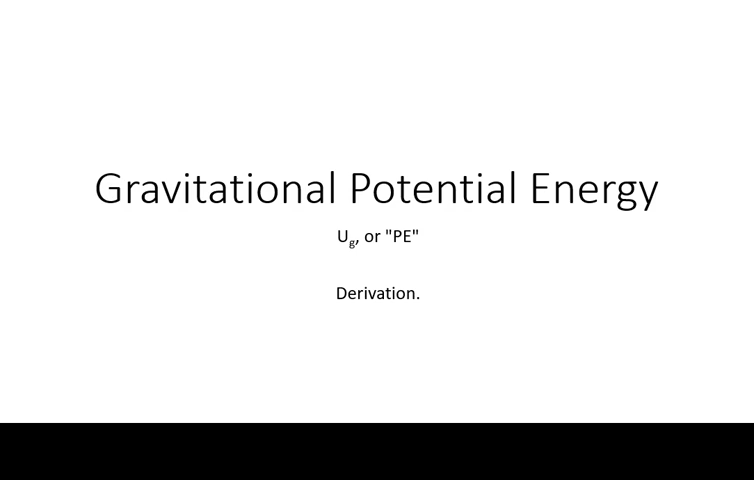 Gravitational Potential Energy
Ug, or "PE"
Derivation.